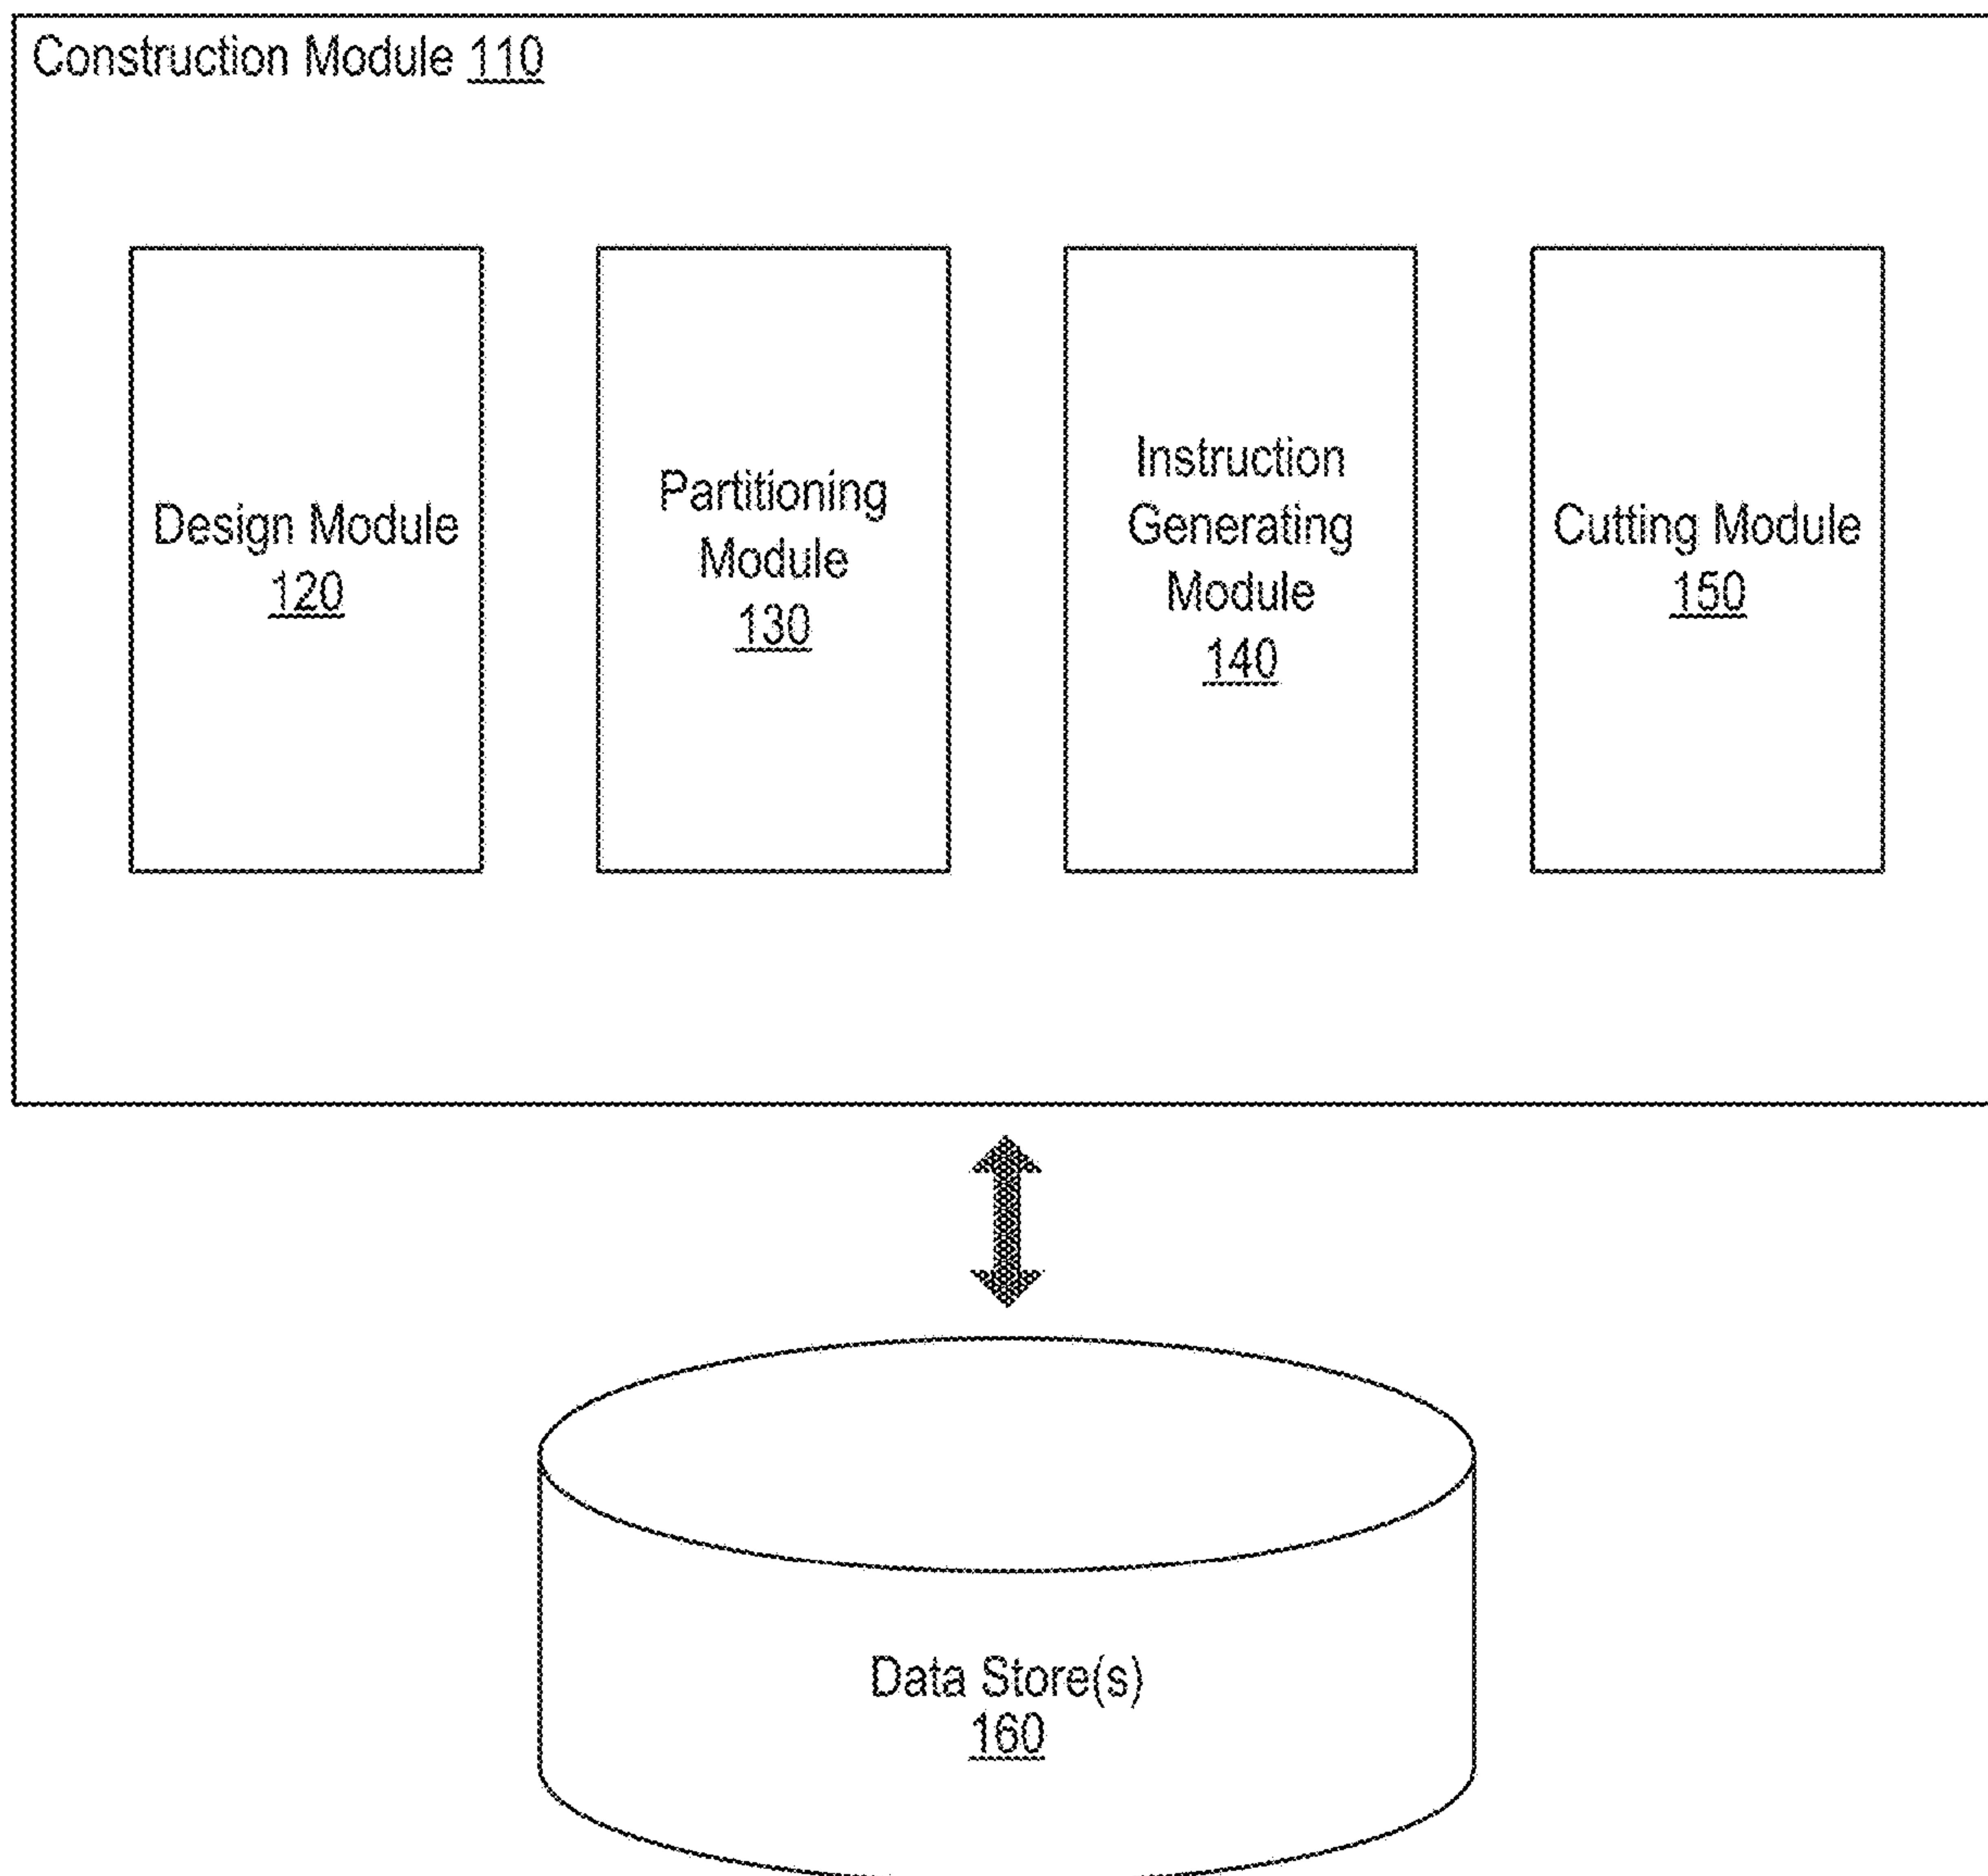 Construction Module 110
Design Module
120
Partitioning
Module
130
Instruction
Generating
Module
140
Cutting Module
150
Data Store(s)
160